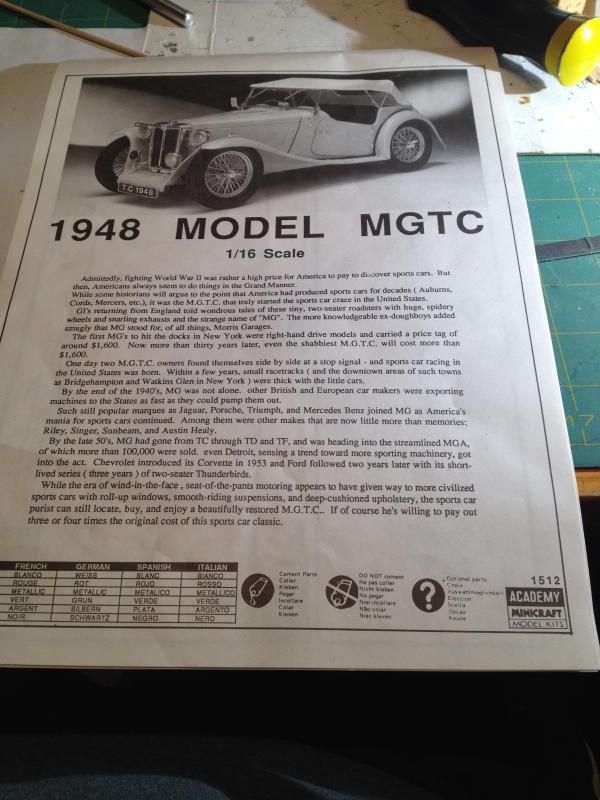 T·C 1948
1948 MODEL MGTC
1/16 Scale
Admittedly, fighting World War II was rather a high price for America to pay to discover sports cars. But
then, Americans always seem to do things in the Grand Manner.
While some historians will argue to the point that America had produced sports cars for decades ( Auburns,
Cords, Mercers, etc.), it was the M.G.T.C. that truly started the sports car craze in the United States.
GI's returning from England told wondrous tales of these tiny, two-seater roadsters with huge, spidery
wheels and snarling exhausts and the strange name of "MG". The more knowledgeable ex-doughboys added
smugly that MG stood for, of all things, Morris Garages.
The first MG's to hit the docks in New York were right-hand drive models and carried a price tag of
around $1,600. Now more than thirty years later, even the shabbiest M.G.T.C. will cost more than
$1,600.
One day two M.G.T.C. owners found themselves side by side at a stop signal - and sports car racing in
the United States was born. Within a few years, small racetracks ( and the downtown areas of such towns
as Bridgehampton and Watkins Glen in New York ) were thick with the little cars.
By the end of the 1940's, MG was not alone. other British and European car makers were exporting
machines to the States as fast as they could pump them out.
Such still popular marques as Jaguar, Porsche, Triumph, and Mercedes Benz joined MG as America's
mania for sports cars continued. Among them were other makes that are now little more than memories;
Riley, Singer, Sunbeam, and Austin Healy.
By the late 50's, MG had gone from TC through TD and TF, and was heading into the streamlined MGA,
of which more than 100,000 were sold. even Detroit, sensing a trend toward more sporting machinery, got
into the act. Chevrolet introduced its Corvette in 1953 and Ford followed two years later with its short-
lived series ( three years ) of two-seater Thunderbirds.
While the era of wind-in-the-face , seat-of-the-pants motoring appears to have given way to more civilized
sports cars with roll-up windows, smooth-riding suspensions, and deep-cushioned upholstery, the sports car
purist can still locate, buy, and enjoy a beautifully restored M.G.T.C.. If of course he's willing to pay out
three or four times the original cost of this sports car classic.
FRENCH GERMAN SPANISH ITALIAN
BLANCO WEISS BLANC BIANCO
ROUGE ROT ROJO ROSSO
METALLIC METALLIC METALICO METALLICO
VERT GRUN VERDE VERDE
ARGENT SILBERN PLATA ARGENTO
NOIR SCHWARTZ NEGRO NERO
Cement Parts
Coller
Kleben
Pegar
Incollare
Colar
Kleven
DO NOT cement
Ne pas coller
Nicht kleben
No pegar
Non incollare
Não colar
Niet kleven
?
Optional parts
Choix
Auswahlmöglichkeit
Eleccion
Scelta
Opcao
Keuze
1512
ACADEMY
MINICRAFT
MODEL KITS
17